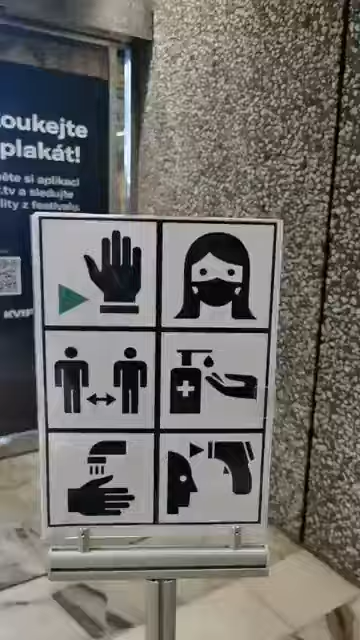 oukejte
plakát!
ěte si aplikaci
.tv a sledujte
lity z festivalu.
KVIF